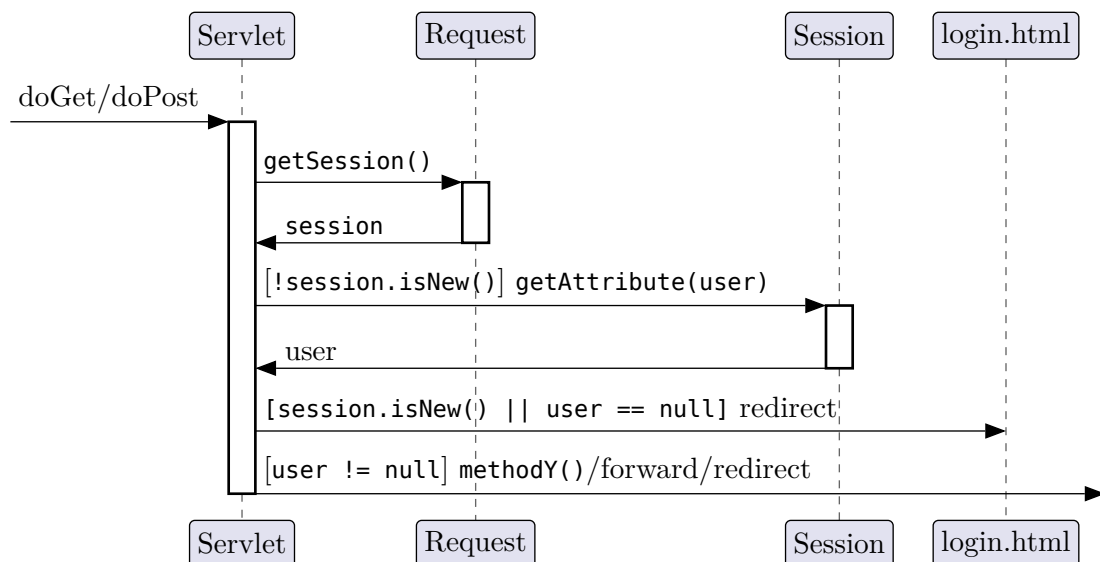 Servlet Request Session login.html
doGet/doPost
getSession()
session
[!session.isNew()] getAttribute(user)
user
[session.isNew() || user == null] redirect
[user != null] methodY()/forward/redirect
Servlet Request Session login.html